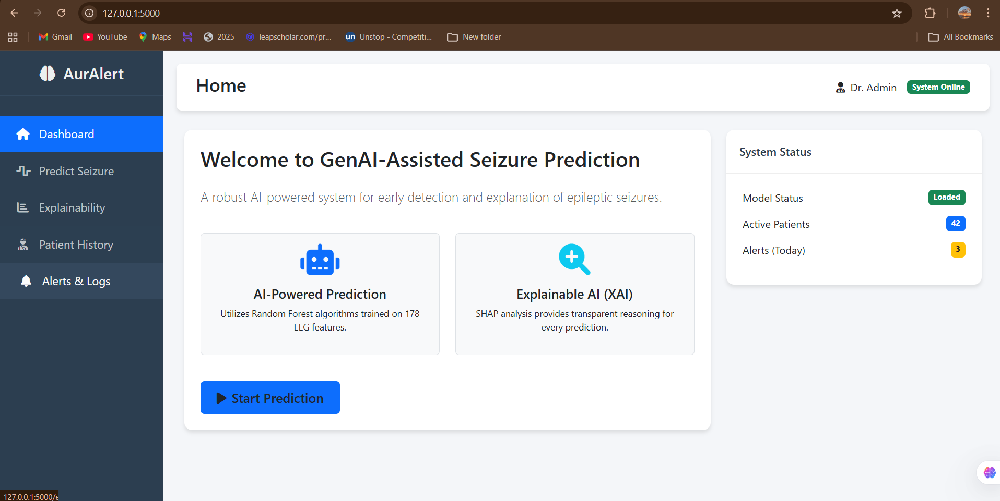 127.0.0.1:5000
Gmail
YouTube
Maps
2025
leapscholar.com/pr...
un
Unstop - Competiti...
New folder
All Bookmarks
AurAlert
Dashboard
Predict Seizure
Explainability
Patient History
Alerts & Logs
Home
Dr. Admin
System Online
Welcome to GenAI-Assisted Seizure Prediction
A robust AI-powered system for early detection and explanation of epileptic seizures.
AI-Powered Prediction
Utilizes Random Forest algorithms trained on 178
EEG features.
Explainable AI (XAI)
SHAP analysis provides transparent reasoning for
every prediction.
Start Prediction
System Status
Model Status
Loaded
Active Patients
42
Alerts (Today)
3
127.0.0.1:5000/e